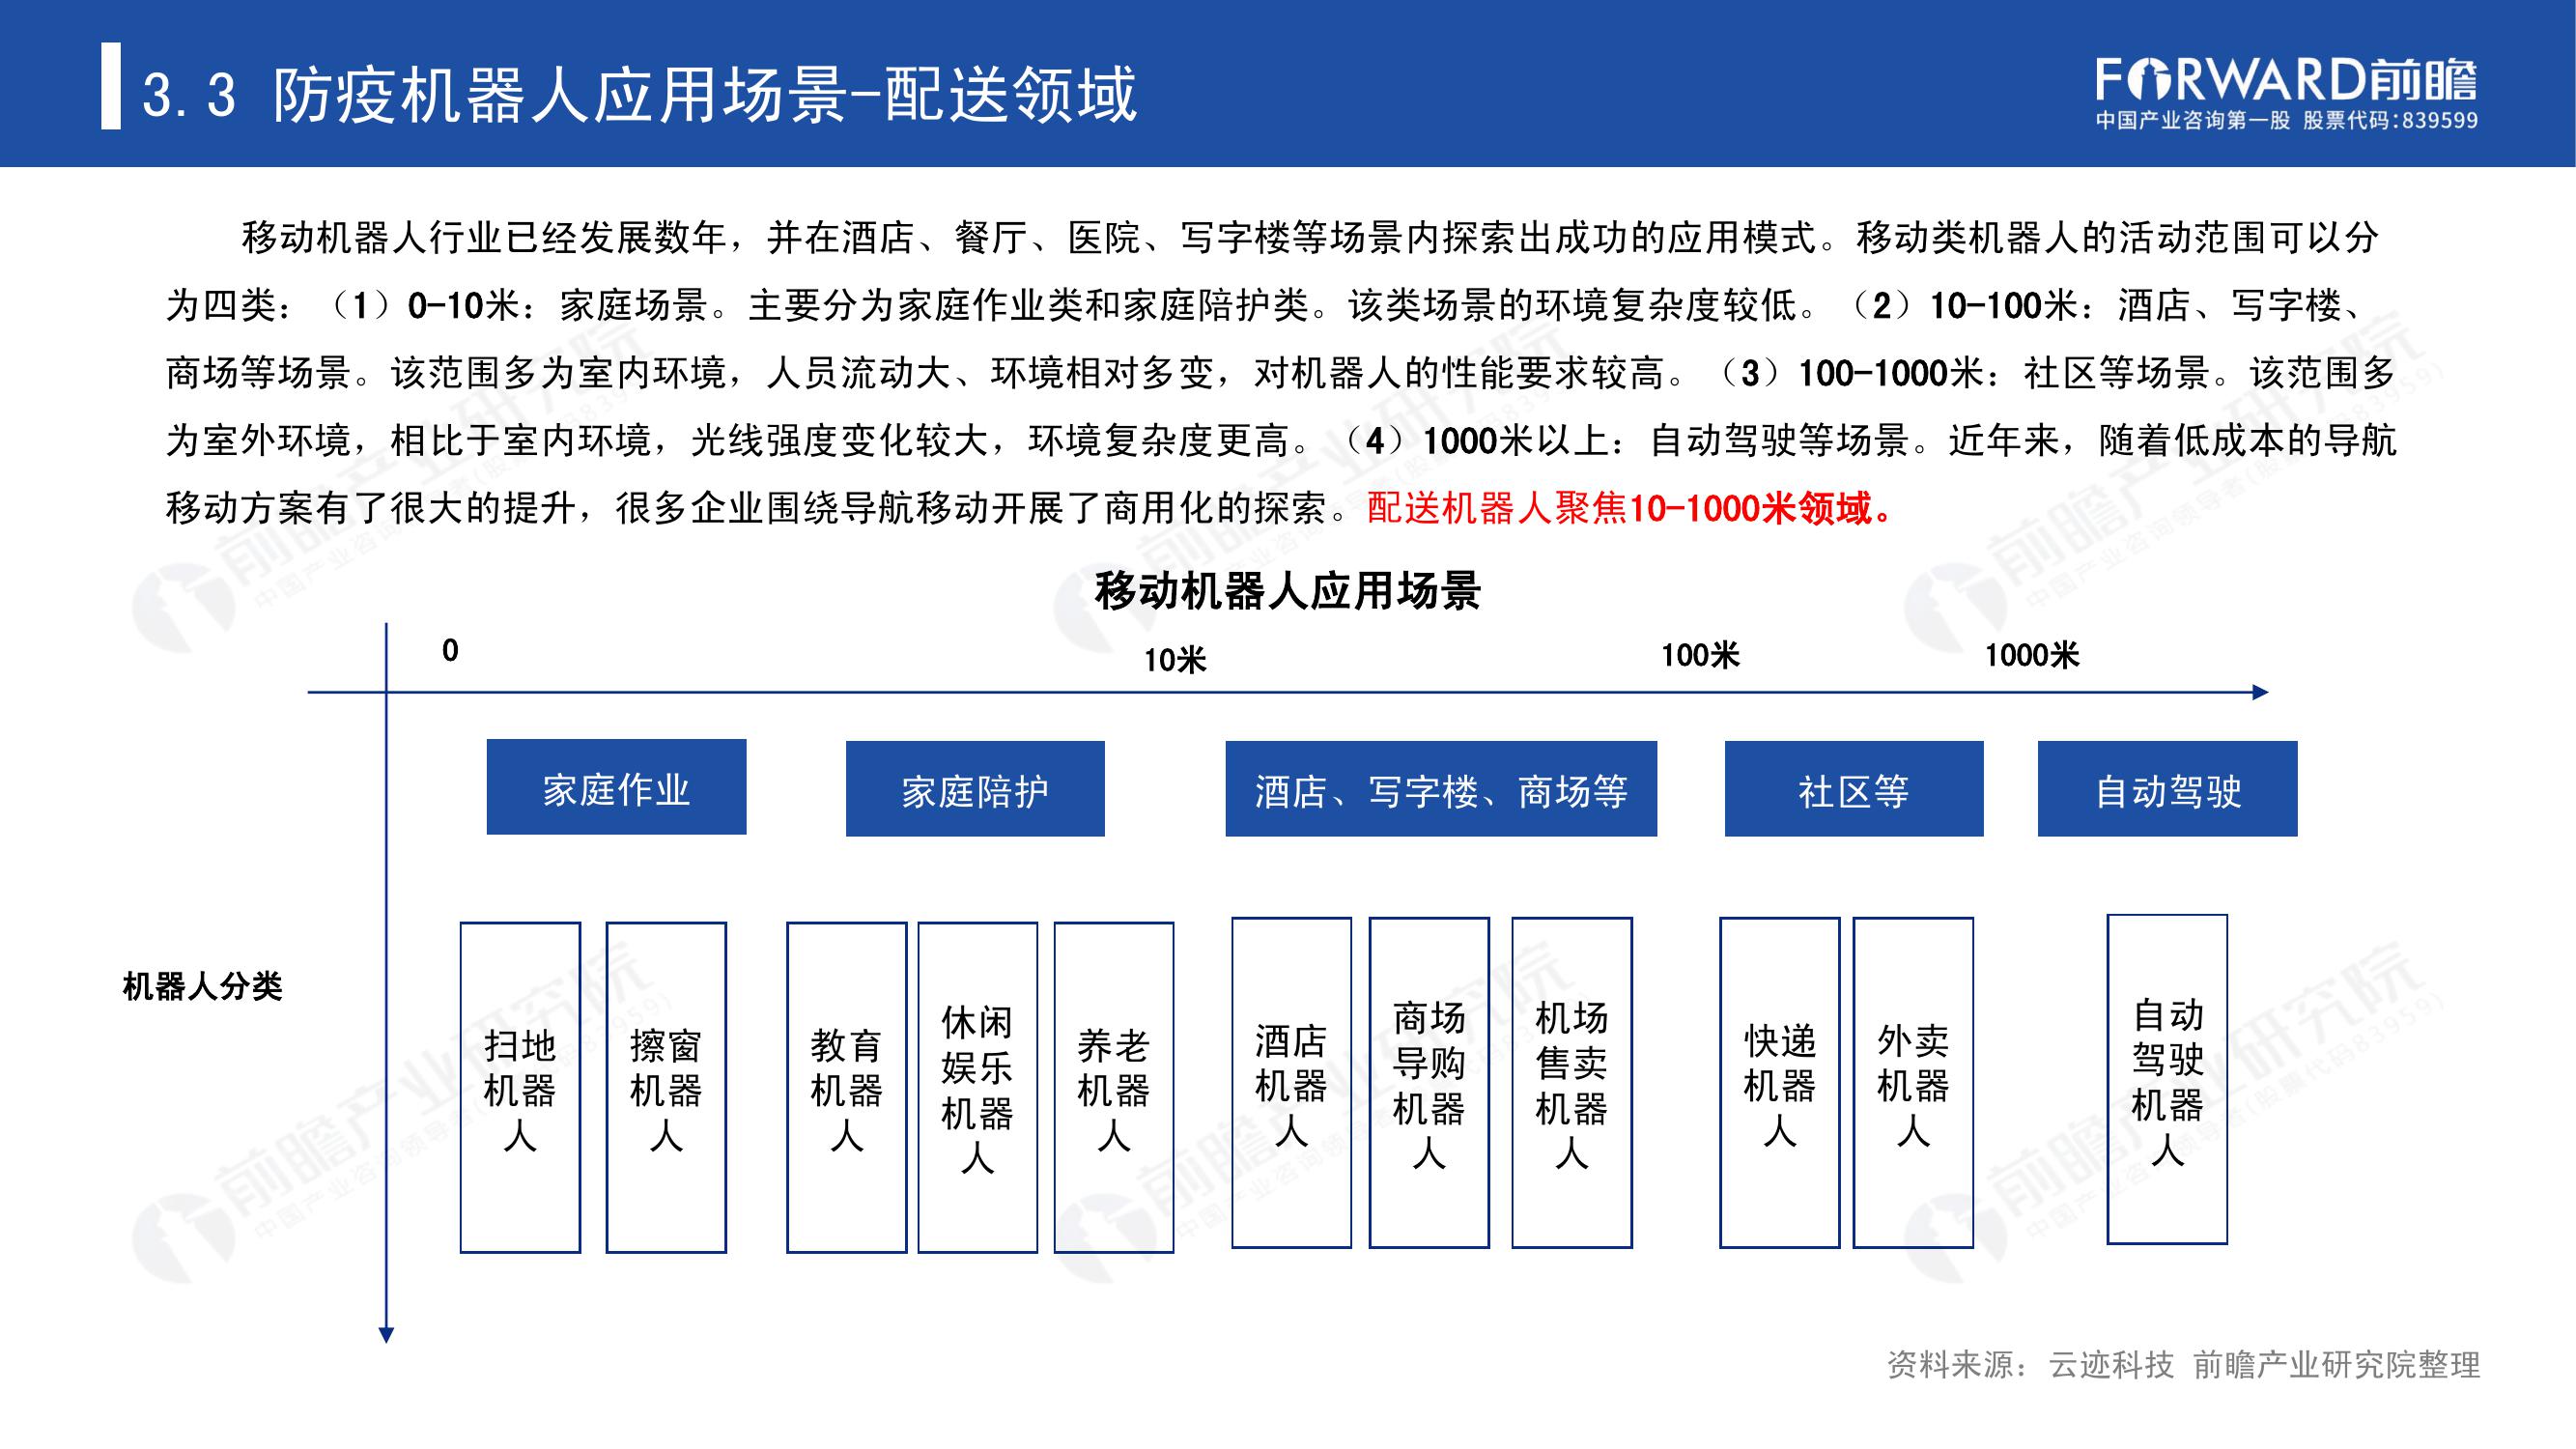 3.3 防疫机器人应用场景-配送领域
FORWARD前瞻
中国产业咨询第一股 股票代码:839599
移动机器人行业已经发展数年，并在酒店、餐厅、医院、写字楼等场景内探索出成功的应用模式。移动类机器人的活动范围可以分
为四类：（1）0-10米：家庭场景。主要分为家庭作业类和家庭陪护类。该类场景的环境复杂度较低。（2）10-100米：酒店、写字楼、
商场等场景。该范围多为室内环境，人员流动大、环境相对多变，对机器人的性能要求较高。（3）100-1000米：社区等场景。该范围多
为室外环境，相比于室内环境，光线强度变化较大，环境复杂度更高。（4）1000米以上：自动驾驶等场景。近年来，随着低成本的导航
移动方案有了很大的提升，很多企业围绕导航移动开展了商用化的探索。配送机器人聚焦10-1000米领域。
移动机器人应用场景
0
10米
100米
1000米
家庭作业
家庭陪护
酒店、写字楼、商场等
社区等
自动驾驶
机器人分类
扫地
机器
人
擦窗
机器
人
教育
机器
人
休闲
娱乐
机器
人
养老
机器
人
酒店
机器
人
商场
导购
机器
人
机场
售卖
机器
人
快递
机器
人
外卖
机器
人
自动
驾驶
机器
人
资料来源：云迹科技 前瞻产业研究院整理